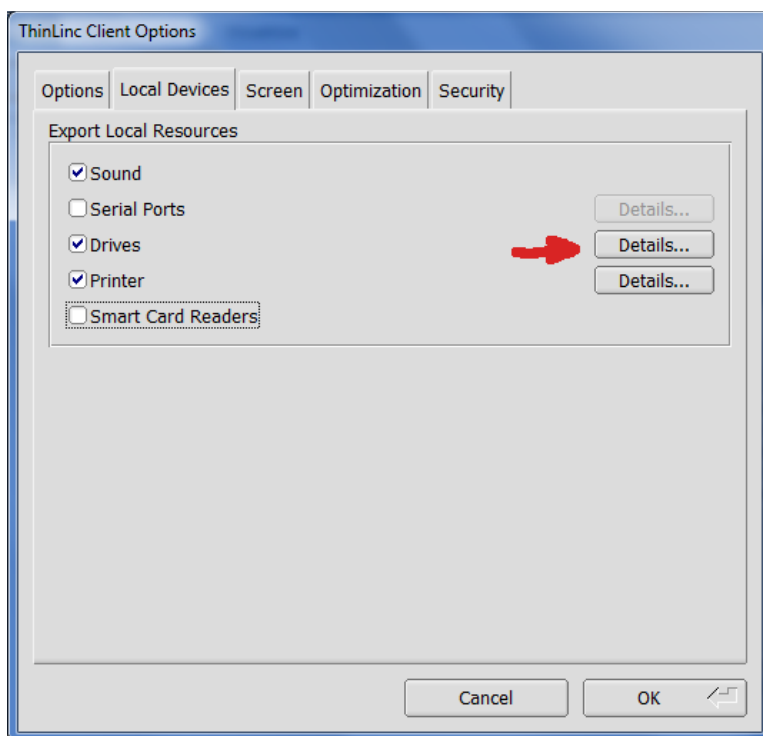 ThinLinc Client Options
Options Local Devices Screen Optimization Security
Export Local Resources
Sound
Serial Ports Details...
Drives Details...
Printer Details...
Smart Card Readers
Cancel OK